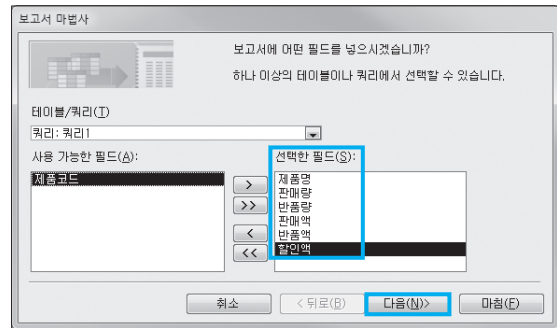 보고서 마법사
보고서에 어떤 필드를 넣으시겠습니까?
하나 이상의 테이블이나 쿼리에서 선택할 수 있습니다.
테이블/쿼리(T)
쿼리: 쿼리1
사용 가능한 필드(A):
선택한 필드(S):
제품코드
>
>>
<
<<
제품명
판매량
반품량
판매액
반품액
할인액
취소
< 뒤로(B)
다음(N)>
마침(F)